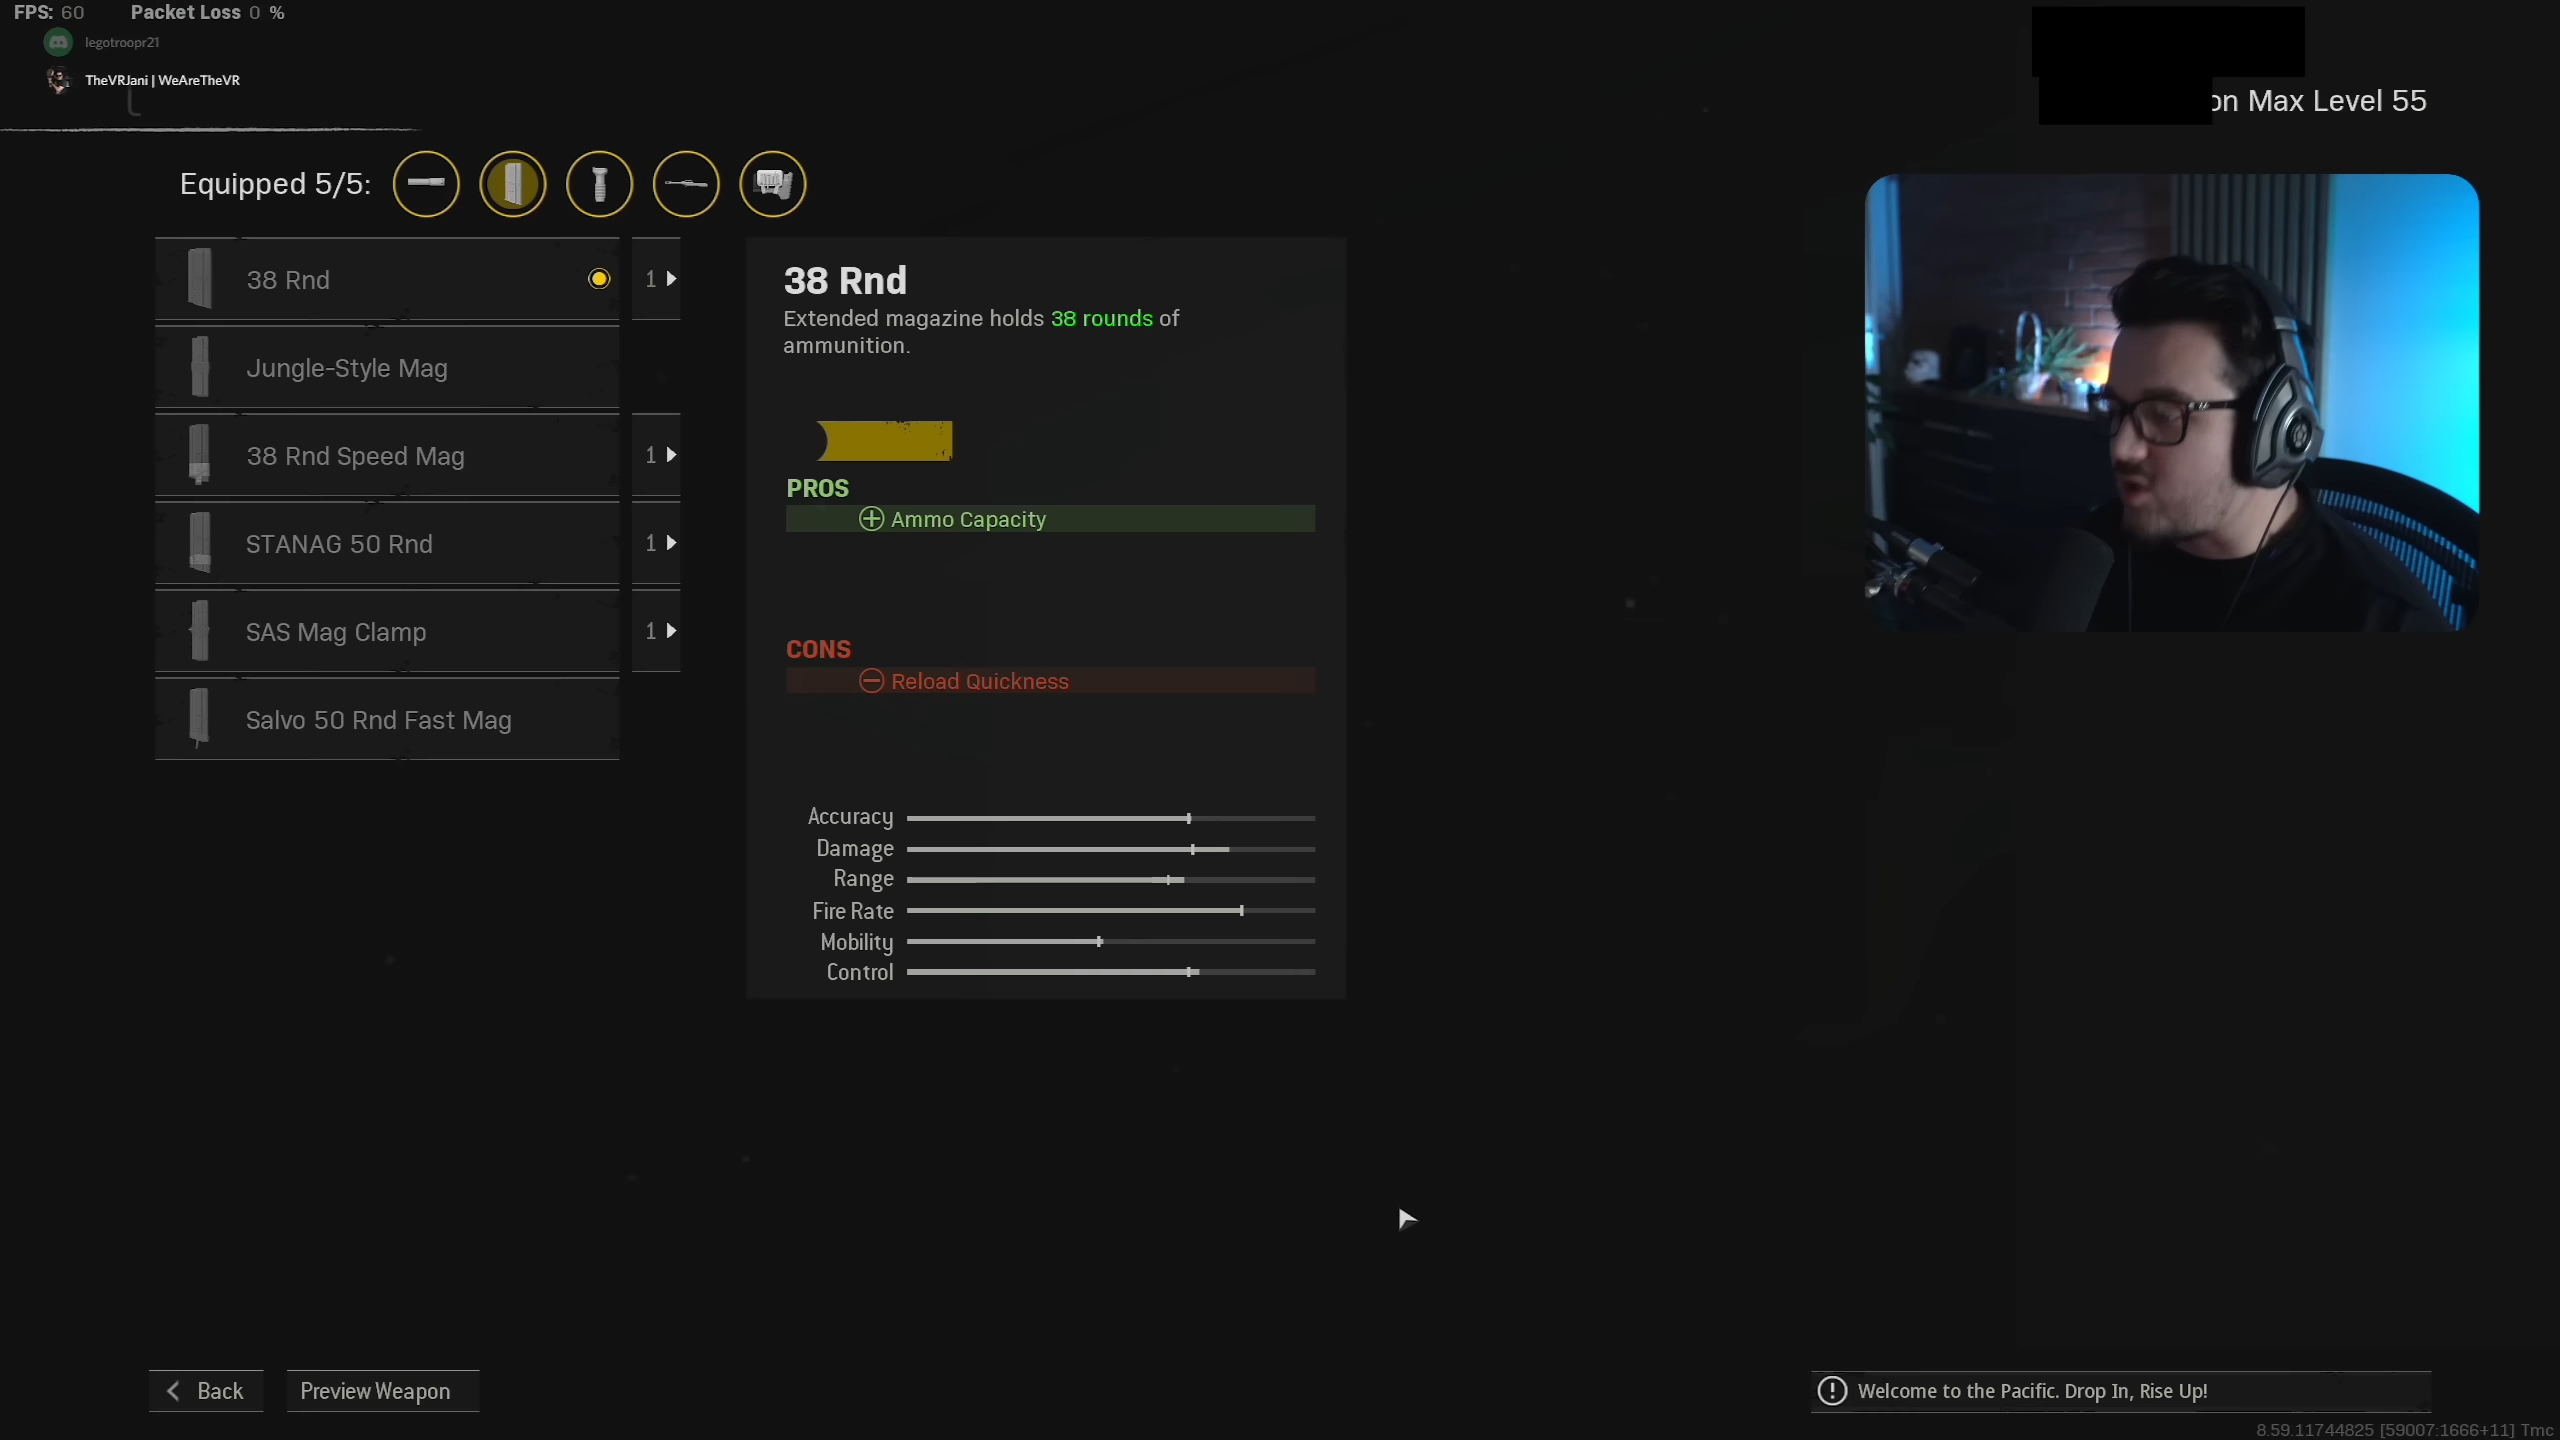 FPS: 60 Packet Loss 0 %
legotroopr21
TheVRJani | WeAreTheVR
on Max Level 55
Equipped 5/5:
38 Rnd 1
Jungle-Style Mag
38 Rnd Speed Mag 1
STANAG 50 Rnd 1
SAS Mag Clamp 1
Salvo 50 Rnd Fast Mag
38 Rnd
Extended magazine holds 38 rounds of
ammunition.
PROS
Ammo Capacity
CONS
Reload Quickness
Accuracy
Damage
Range
Fire Rate
Mobility
Control
Back
Preview Weapon
Welcome to the Pacific. Drop In, Rise Up!
8.59.11744825 [59007:1666+11] Tmc